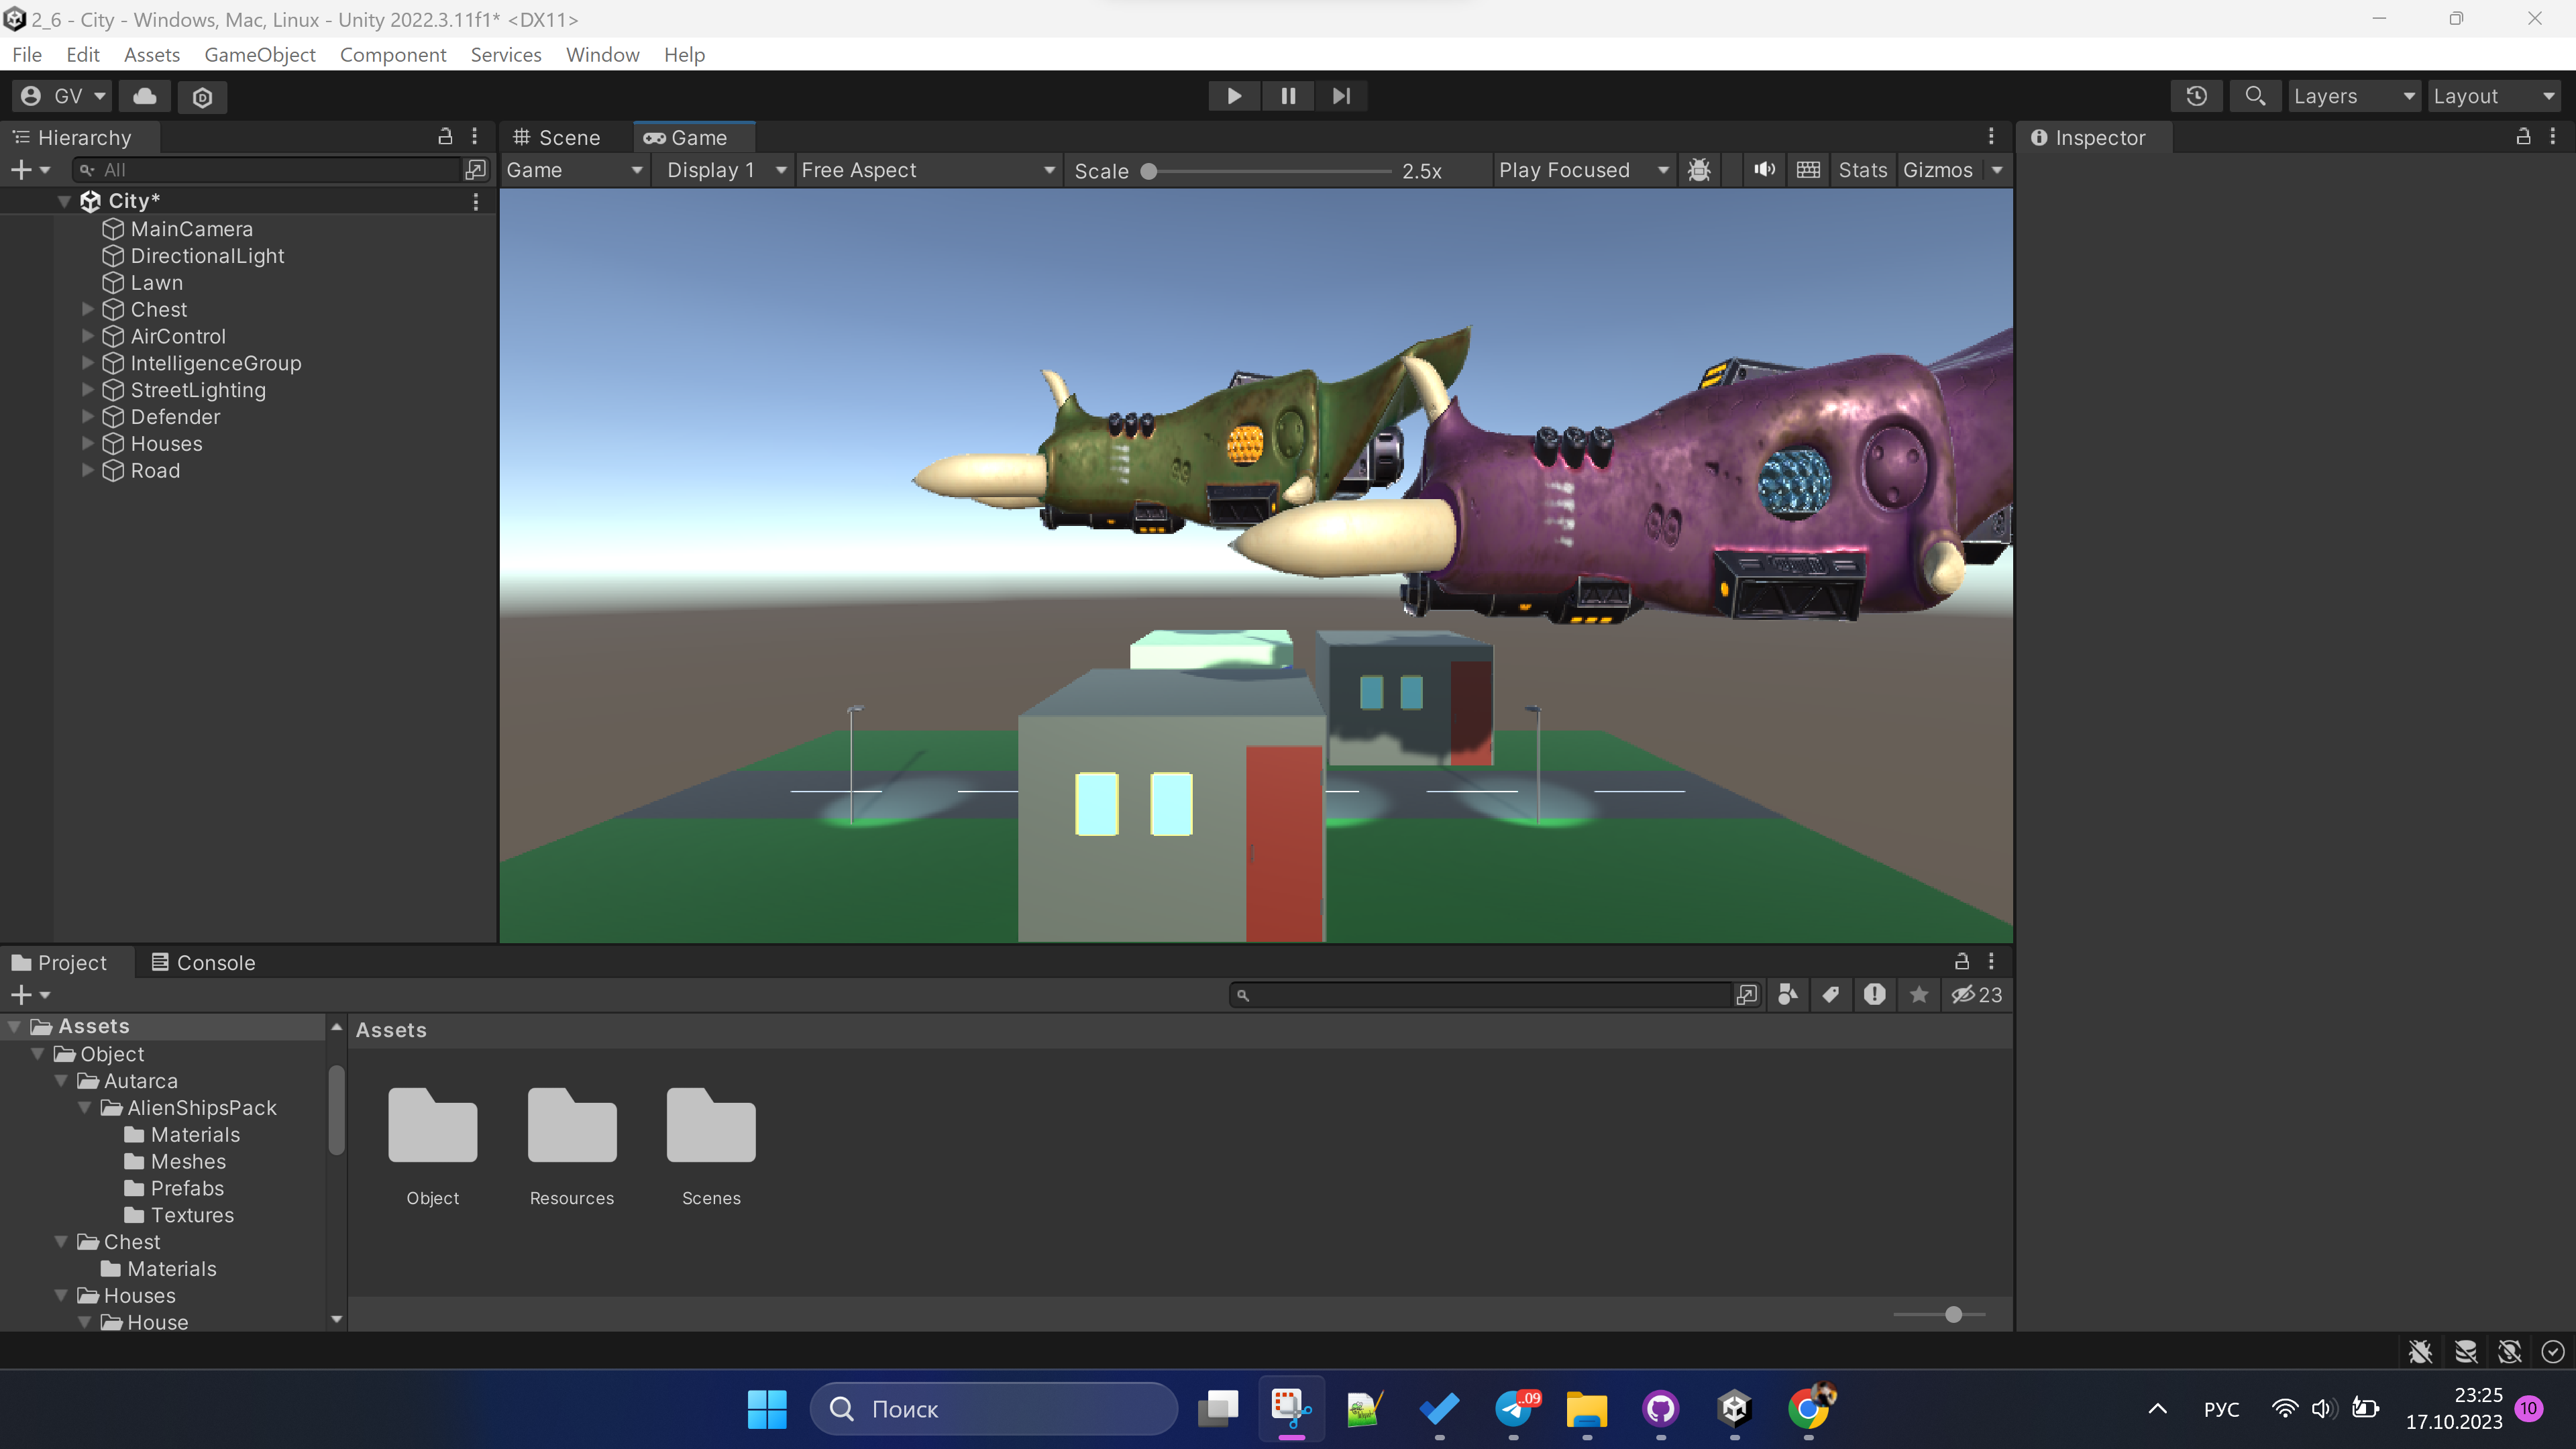 2_6 - City - Windows, Mac, Linux - Unity 2022.3.11f1* <DX11>
File Edit Assets GameObject Component Services Window Help
GV Layers Layout
Hierarchy
All
City*
MainCamera
DirectionalLight
Lawn
Chest
AirControl
IntelligenceGroup
StreetLighting
Defender
Houses
Road
Scene Game
Game Display 1 Free Aspect Scale 2.5x Play Focused Stats Gizmos
99
99
Inspector
Project Console
23
Assets
Object
Autarca
AlienShipsPack
Materials
Meshes
Prefabs
Textures
Chest
Materials
Houses
House
Assets
Object Resources Scenes
Поиск
..09
РУС
23:25
17.10.2023
10